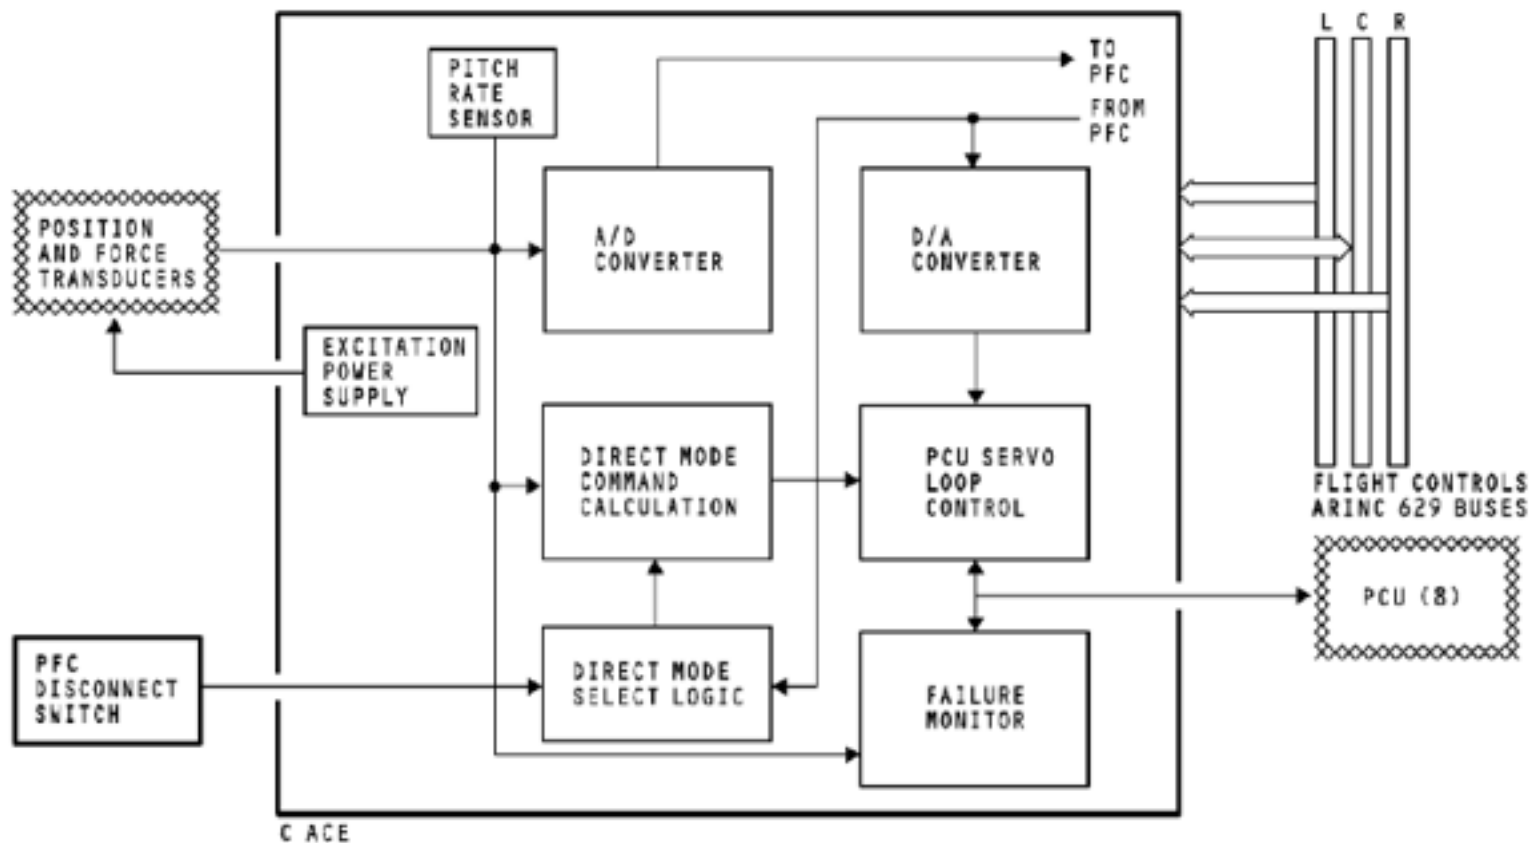 L C R
PITCH
RATE
SENSOR
TO
PFC
FROM
PFC
POSITION
AND FORCE
TRANSDUCERS
A/D
CONVERTER
D/A
CONVERTER
EXCITATION
POWER
SUPPLY
DIRECT MODE
COMMAND
CALCULATION
PCU SERVO
LOOP
CONTROL
FLIGHT CONTROLS
ARINC 629 BUSES
PCU (8)
PFC
DISCONNECT
SWITCH
DIRECT MODE
SELECT LOGIC
FAILURE
MONITOR
C ACE